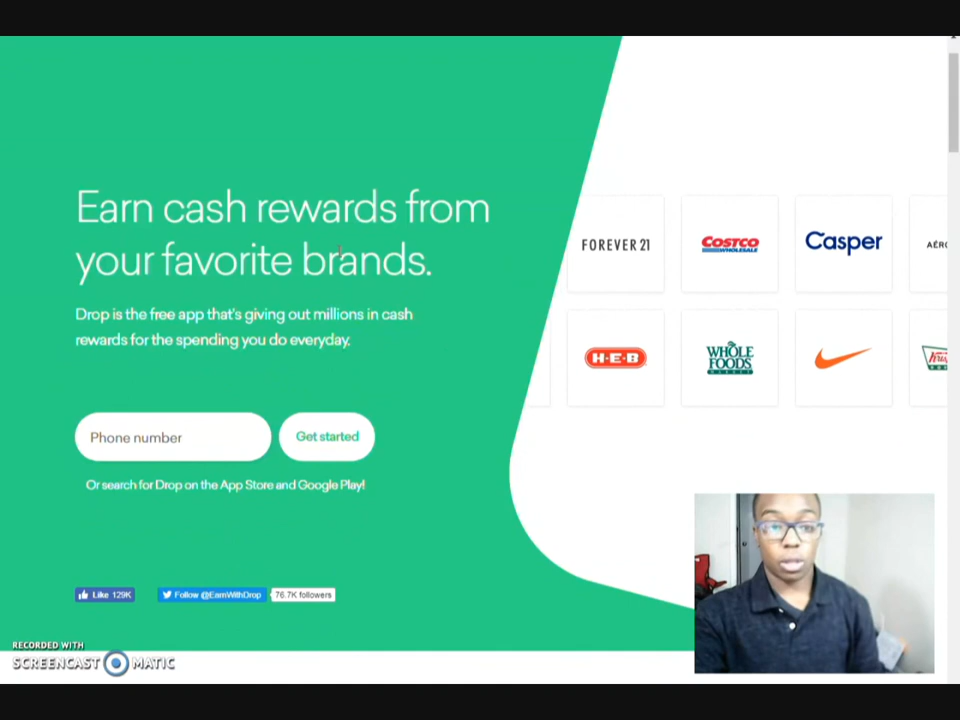 Earn cash rewards from
your favorite brands.
Drop is the free app that's giving out millions in cash
rewards for the spending you do everyday.
Phone number
Get started
Or search for Drop on the App Store and Google Play!
Like 129K
Follow @EarnWithDrop
76.7K followers
FOREVER 21
COSTCO
WHOLESALE
Casper
AÉRO
H-E-B
WHOLE
FOODS
MARKET
RECORDED WITH
SCREENCAST MATIC